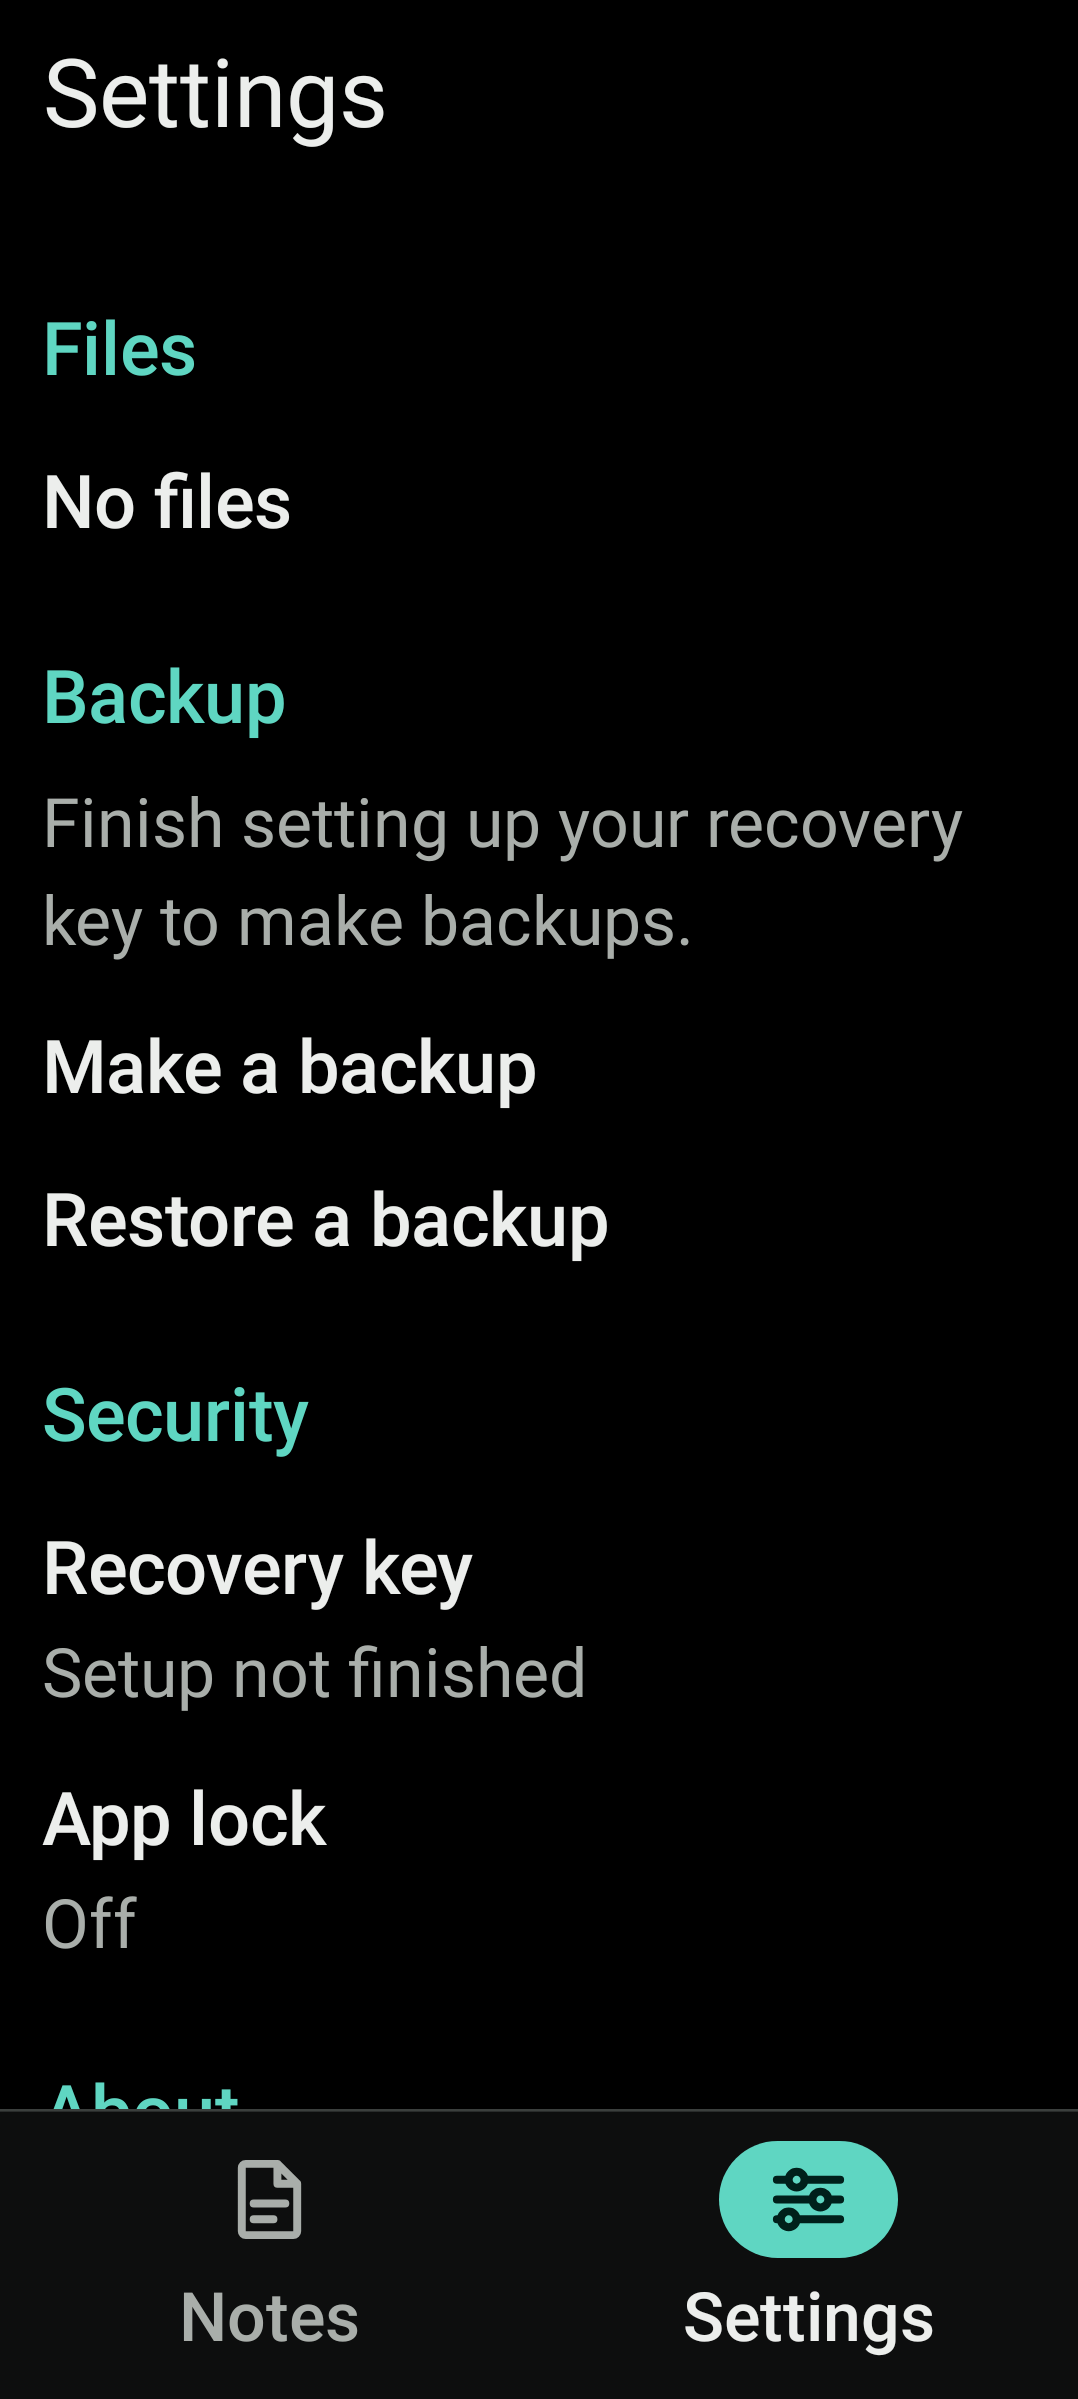 Settings
Files
No files
Backup
Finish setting up your recovery
key to make backups.
Make a backup
Restore a backup
Security
Recovery key
Setup not finished
App lock
Off
About
Notes
Settings